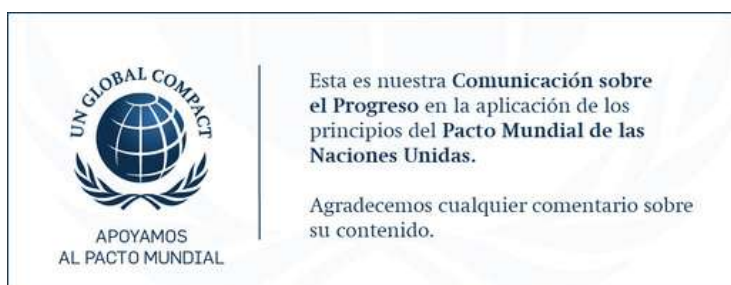 UN GLOBAL COMPACT
APOYAMOS
AL PACTO MUNDIAL
Esta es nuestra Comunicación sobre
el Progreso en la aplicación de los
principios del Pacto Mundial de las
Naciones Unidas.
Agradecemos cualquier comentario sobre
su contenido.